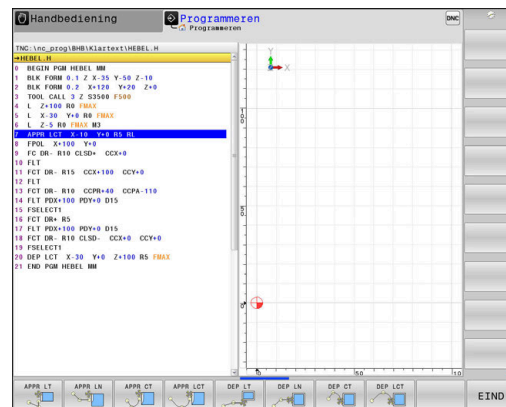 Handbediening
Programmeren
Programmeren
DNC
TNC:\nc_prog\BHB\Klartext\HEBEL.H
→HEBEL.H
0 BEGIN PGM HEBEL MM
1 BLK FORM 0.1 Z X-35 Y-50 Z-10
2 BLK FORM 0.2 X+120 Y+20 Z+0
3 TOOL CALL 3 Z S3500 F500
4 L Z+100 R0 FMAX
5 L X-30 Y+0 R0 FMAX
6 L Z-5 R0 FMAX M3
7 APPR LCT X-10 Y+0 R5 RL
8 FPOL X+100 Y+0
9 FC DR- R10 CLSD+ CCX+0
10 FLT
11 FCT DR- R15 CCX+100 CCY+0
12 FLT
13 FCT DR- R10 CCPR+40 CCPA-110
14 FLT PDX+100 PDY+0 D15
15 FSELECT1
16 FCT DR+ R5
17 FLT PDX+100 PDY+0 D15
18 FCT DR- R10 CLSD- CCX+0 CCY+0
19 FSELECT1
20 DEP LCT X-30 Y+0 Z+100 R5 FMAX
21 END PGM HEBEL MM
Y
X
100
50
0
0
50
10
APPR LT
APPR LN
APPR CT
APPR LCT
DEP LT
DEP LN
DEP CT
DEP LCT
EIND